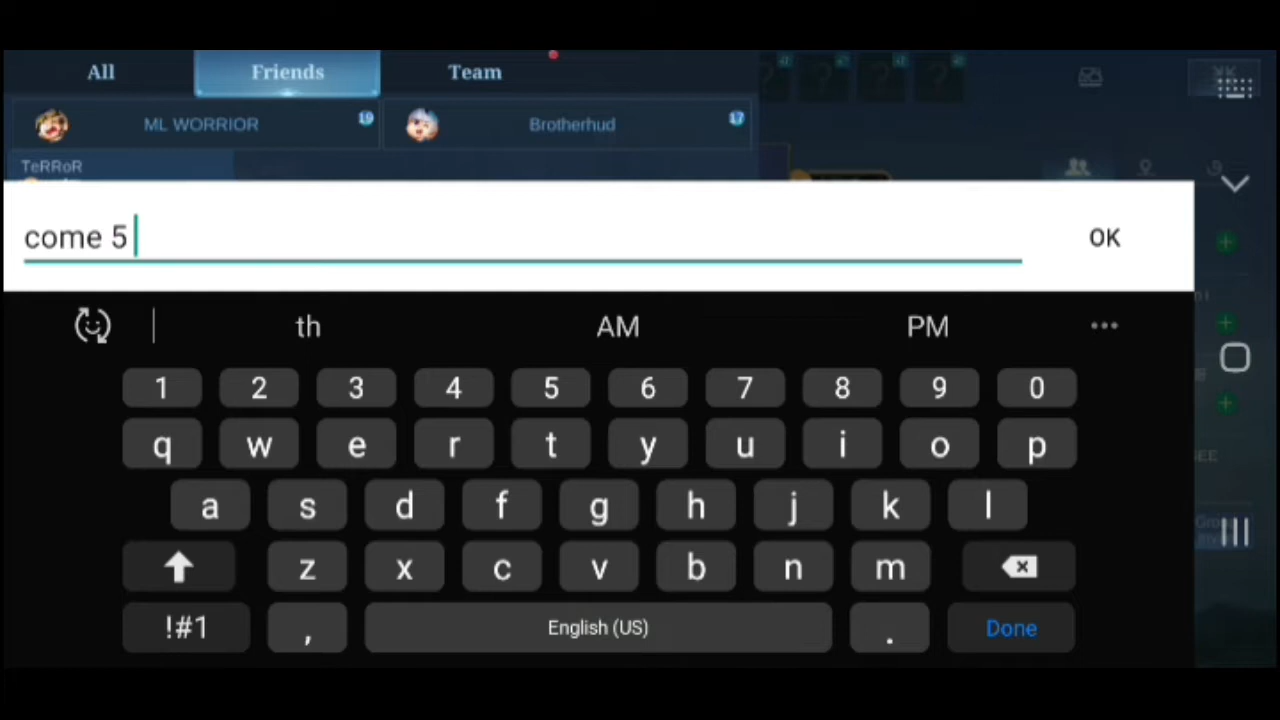 All Friends Team
ML WORRIOR 19 Brotherhud 17
TeRRoR
come 5 OK
th AM PM
1 2 3 4 5 6 7 8 9 0
q w e r t y u i o p
a s d f g h j k l
z x c v b n m
!#1 , English (US) . Done